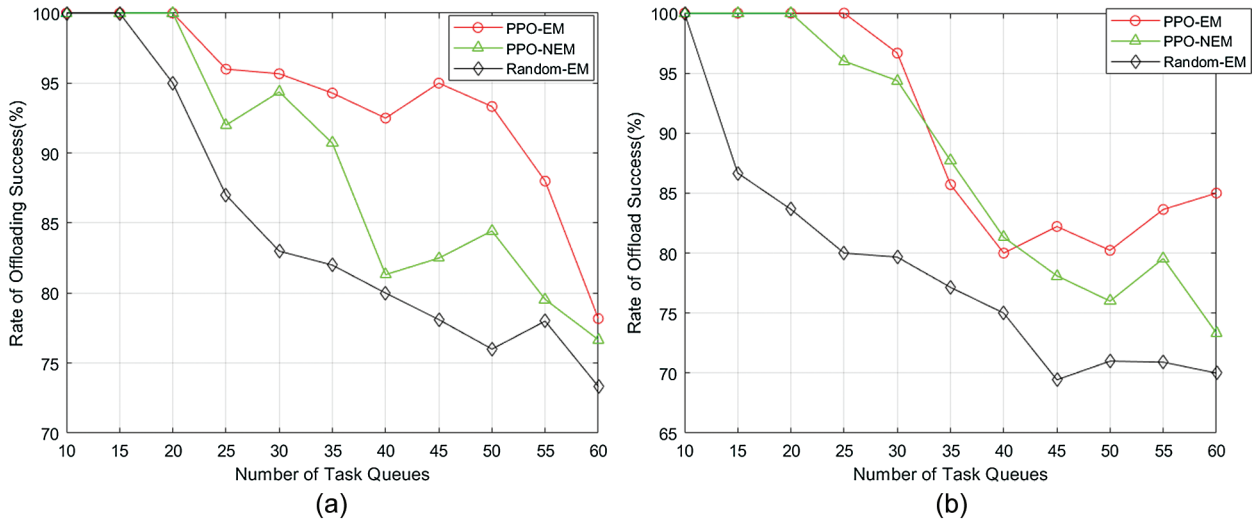 PPO-EM
PPO-NEM
Random-EM
100
95
90
85
80
75
70
Rate of Offloading Success(%)
10 15 20 25 30 35 40 45 50 55 60
Number of Task Queues
(a)
PPO-EM
PPO-NEM
Random-EM
100
95
90
85
80
75
70
65
Rate of Offload Success(%)
10 15 20 25 30 35 40 45 50 55 60
Number of Task Queues
(b)